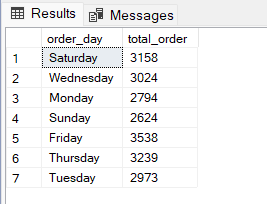 Results Messages
order_day total_order
1 Saturday 3158
2 Wednesday 3024
3 Monday 2794
4 Sunday 2624
5 Friday 3538
6 Thursday 3239
7 Tuesday 2973